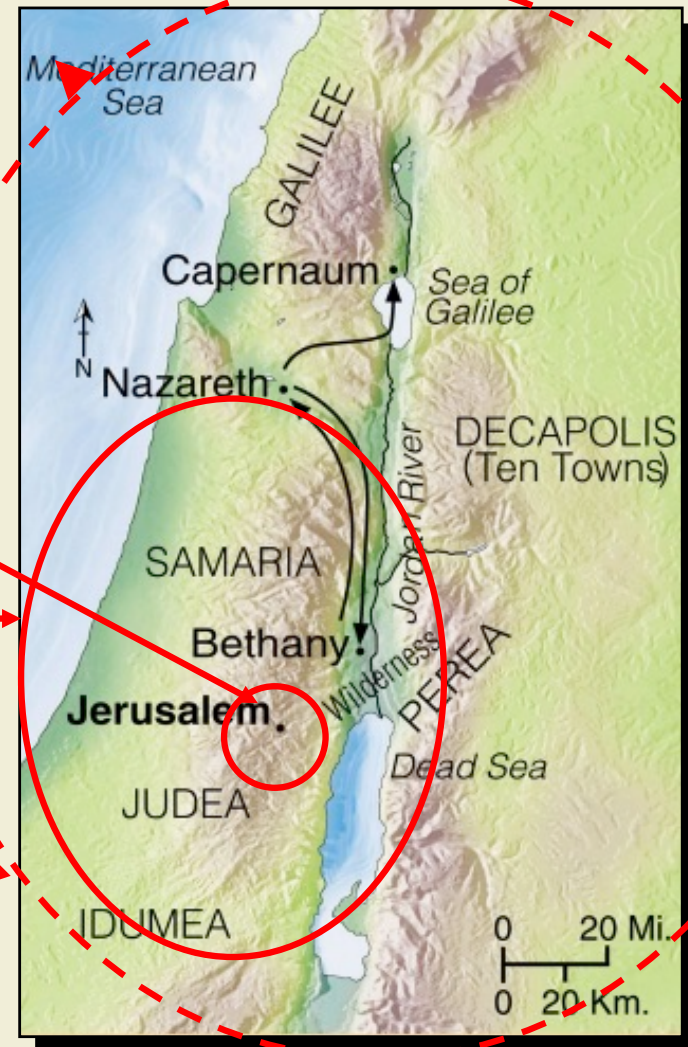 Mediterranean
Sea
GALILEE
Capernaum
Sea of
Galilee
N
Nazareth
DECAPOLIS
(Ten Towns)
Jordan River
SAMARIA
Bethany
Wilderness
PEREA
Jerusalem
Dead Sea
JUDEA
IDUMEA
0 20 Mi.
0 20 Km.